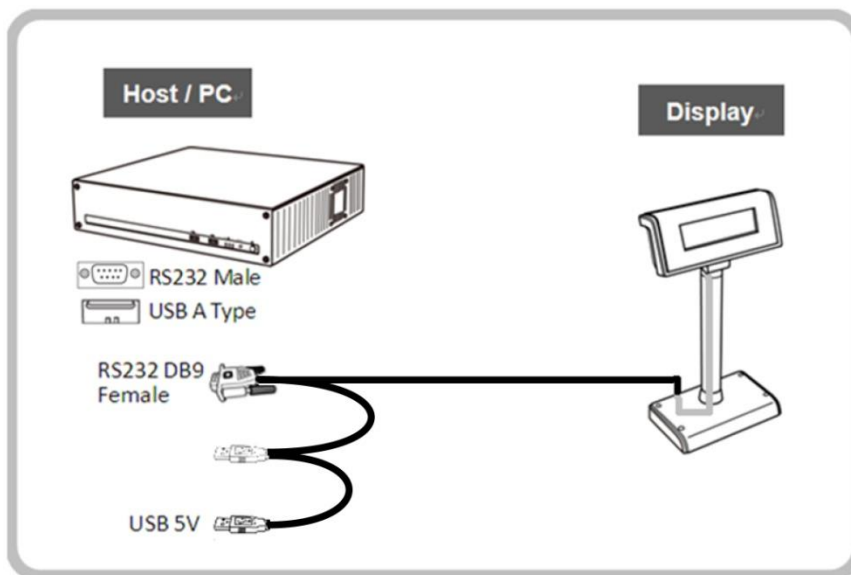 Host / PC
Display
RS232 Male
USB A Type
RS232 DB9
Female
USB 5V